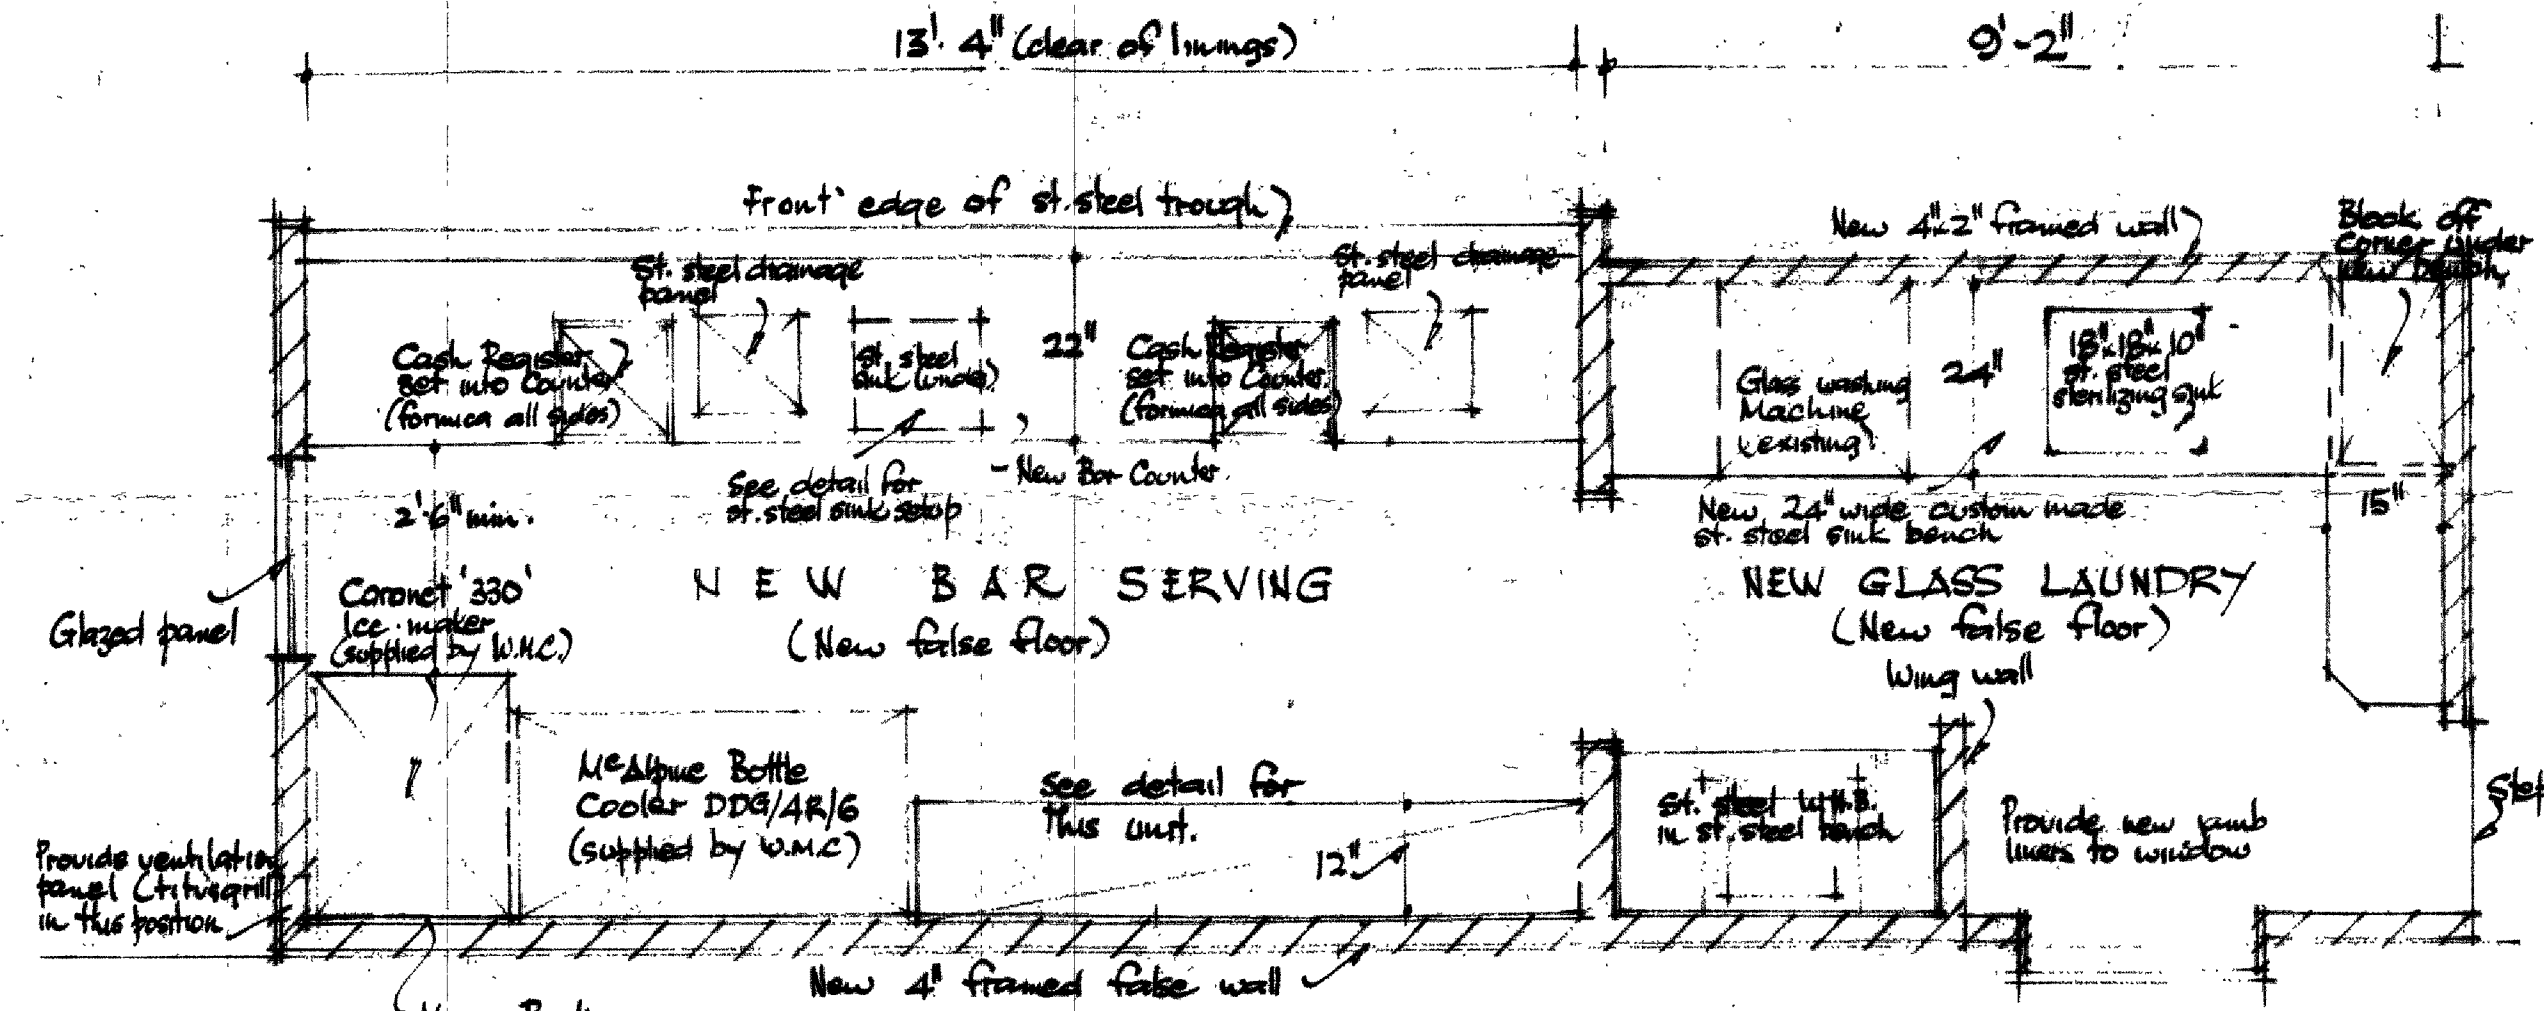 13'. 4" (clear of linings)
9'-2"
Front edge of st. steel trough
New 4"x2" framed wall
Block off
corner under
new bench
St. steel drainage
panel
St. steel drainage
panel
Cash Register
set into Counter
(formica all sides)
St. steel
sink (under)
22"
Cash Register
set into Counter
(formica all sides)
Glass washing
Machine
(existing)
24"
18"x18"x10"
st. steel
sterilizing sink
- New Bar Counter.
See detail for
st. steel sink setup
2'.6" min.
New 24" wide custom made
st. steel sink bench
15"
Glazed panel
Coronet '330'
Ice-maker
(supplied by W.M.C.)
NEW BAR SERVING
(New false floor)
NEW GLASS LAUNDRY
(New false floor)
Wing wall
McAlpine Bottle
Cooler DDG/4R/6
(supplied by W.M.C)
See detail for
this unit.
12"
St. steel W.H.B.
in st. steel bench
Provide new jamb
liners to window
Step
Provide ventilation
panel (titusgrill)
in this position
New 4" framed false wall